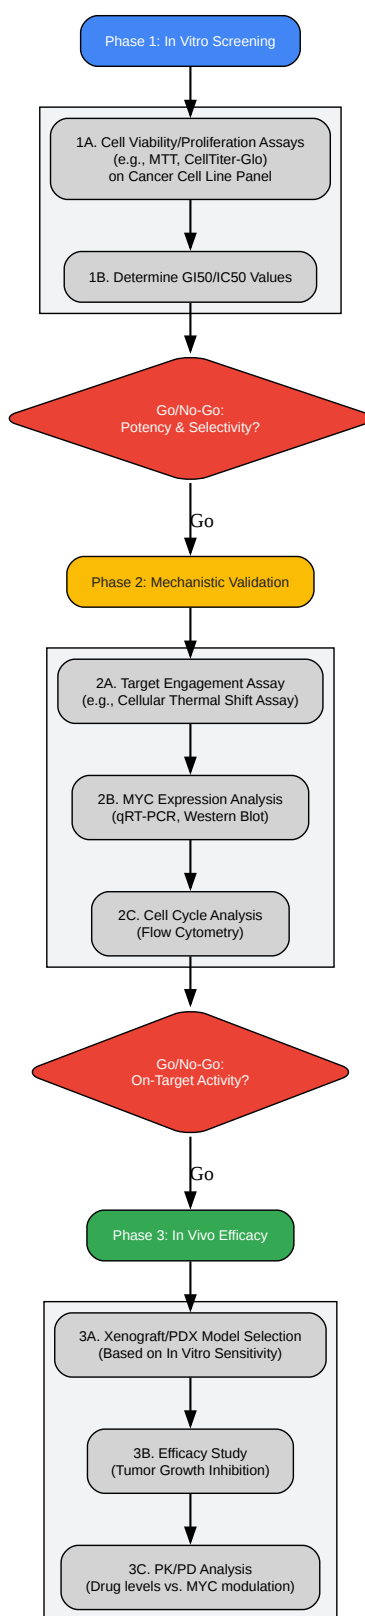 Phase 1: In Vitro Screening
1A. Cell Viability/Proliferation Assays
(e.g., MTT, CellTiter-Glo)
on Cancer Cell Line Panel
1B. Determine GI50/IC50 Values
Go/No-Go:
Potency & Selectivity?
Go
Phase 2: Mechanistic Validation
2A. Target Engagement Assay
(e.g., Cellular Thermal Shift Assay)
2B. MYC Expression Analysis
(qRT-PCR, Western Blot)
2C. Cell Cycle Analysis
(Flow Cytometry)
Go/No-Go:
On-Target Activity?
Go
Phase 3: In Vivo Efficacy
3A. Xenograft/PDX Model Selection
(Based on In Vitro Sensitivity)
3B. Efficacy Study
(Tumor Growth Inhibition)
3C. PK/PD Analysis
(Drug levels vs. MYC modulation)